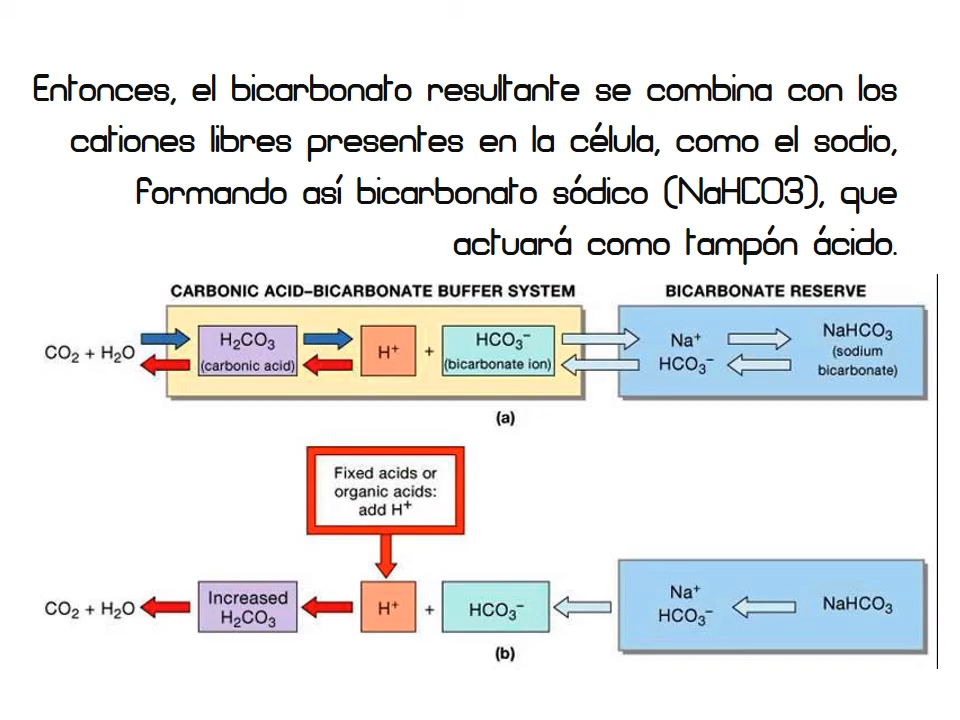 Entonces, el bicarbonato resultante se combina con los
cationes libres presentes en la célula, como el sodio,
formando así bicarbonato sódico (NaHCO3), que
actuará como tampón ácido.
CARBONIC ACID–BICARBONATE BUFFER SYSTEM
BICARBONATE RESERVE
CO₂ + H₂O
H₂CO₃
(carbonic acid)
H⁺
+
HCO₃⁻
(bicarbonate ion)
Na⁺
HCO₃⁻
NaHCO₃
(sodium
bicarbonate)
(a)
Fixed acids or
organic acids:
add H⁺
CO₂ + H₂O
Increased
H₂CO₃
H⁺
+
HCO₃⁻
Na⁺
HCO₃⁻
NaHCO₃
(b)